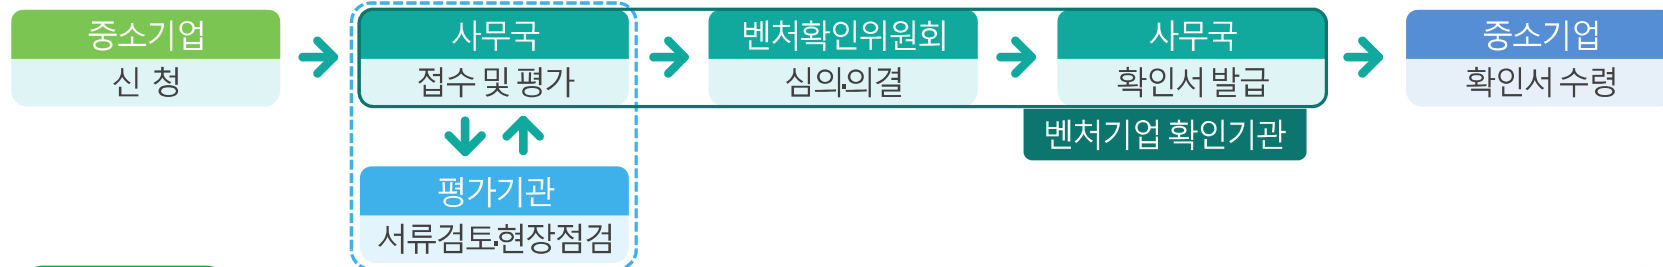 중소기업
신 청
사무국
접수 및 평가
벤처확인위원회
심의.의결
사무국
확인서 발급
중소기업
확인서 수령
벤처기업 확인기관
평가기관
서류검토·현장점검